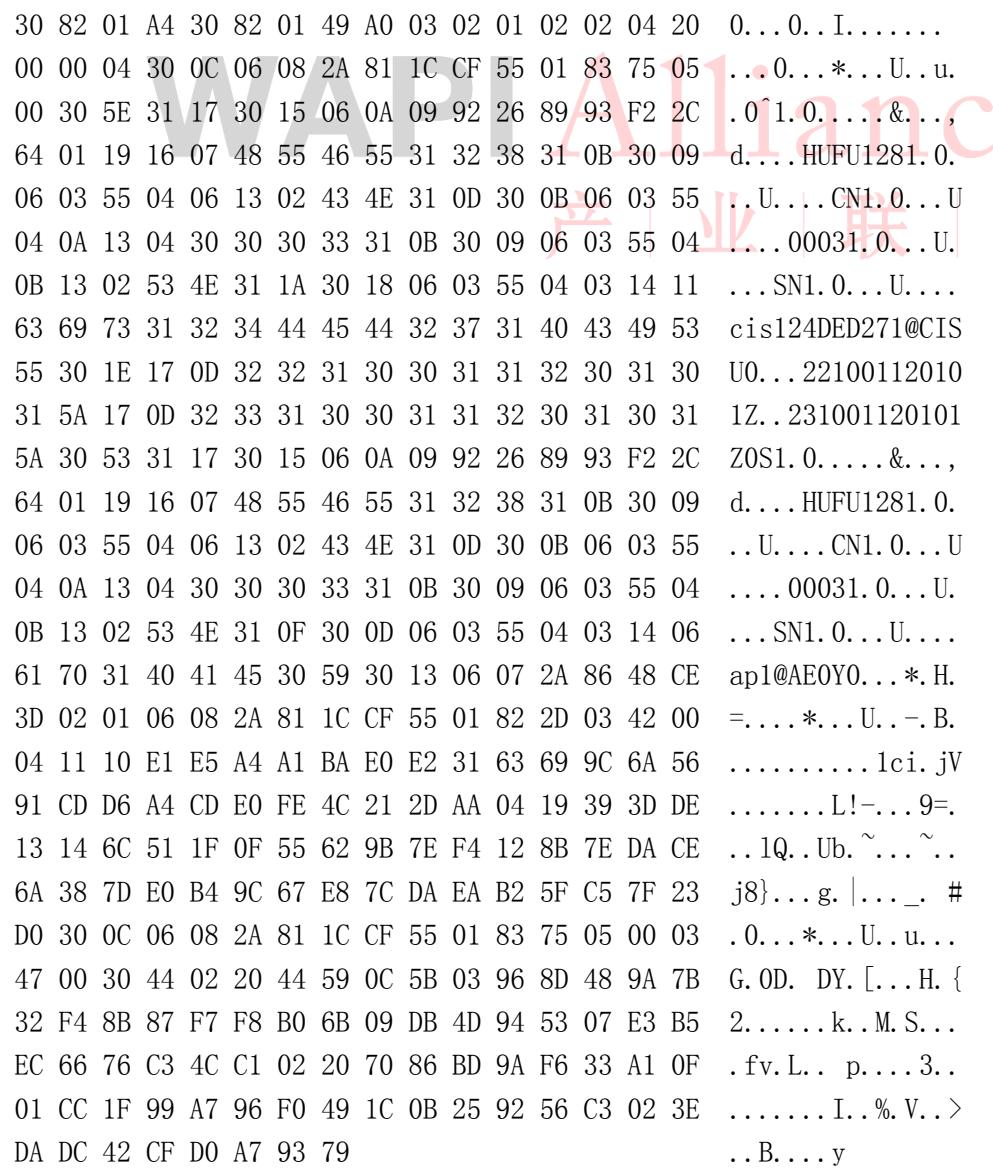 30 82 01 A4 30 82 01 49 A0 03 02 01 02 02 04 20 0...0..I.......
00 00 04 30 0C 06 08 2A 81 1C CF 55 01 83 75 05 ...0...*...U..u.
00 30 5E 31 17 30 15 06 0A 09 92 26 89 93 F2 2C .0^1.0.....&...,
64 01 19 16 07 48 55 46 55 31 32 38 31 0B 30 09 d....HUFU1281.0.
06 03 55 04 06 13 02 43 4E 31 0D 30 0B 06 03 55 ..U....CN1.0...U
04 0A 13 04 30 30 30 33 31 0B 30 09 06 03 55 04 ....00031.0...U.
0B 13 02 53 4E 31 1A 30 18 06 03 55 04 03 14 11 ...SN1.0...U....
63 69 73 31 32 34 44 45 44 32 37 31 40 43 49 53 cis124DED271@CIS
55 30 1E 17 0D 32 32 31 30 30 31 31 32 30 31 30 U0...22100112010
31 5A 17 0D 32 33 31 30 30 31 31 32 30 31 30 31 1Z..231001120101
5A 30 53 31 17 30 15 06 0A 09 92 26 89 93 F2 2C Z0S1.0.....&...,
64 01 19 16 07 48 55 46 55 31 32 38 31 0B 30 09 d....HUFU1281.0.
06 03 55 04 06 13 02 43 4E 31 0D 30 0B 06 03 55 ..U....CN1.0...U
04 0A 13 04 30 30 30 33 31 0B 30 09 06 03 55 04 ....00031.0...U.
0B 13 02 53 4E 31 0F 30 0D 06 03 55 04 03 14 06 ...SN1.0...U....
61 70 31 40 41 45 30 59 30 13 06 07 2A 86 48 CE ap1@AE0Y0...*.H.
3D 02 01 06 08 2A 81 1C CF 55 01 82 2D 03 42 00 =....*...U..-.B.
04 11 10 E1 E5 A4 A1 BA E0 E2 31 63 69 9C 6A 56 ..........1ci.jV
91 CD D6 A4 CD E0 FE 4C 21 2D AA 04 19 39 3D DE .......L!-...9=.
13 14 6C 51 1F 0F 55 62 9B 7E F4 12 8B 7E DA CE ..lQ..Ub.~...~..
6A 38 7D E0 B4 9C 67 E8 7C DA EA B2 5F C5 7F 23 j8}...g.|..._. #
D0 30 0C 06 08 2A 81 1C CF 55 01 83 75 05 00 03 .0...*...U..u...
47 00 30 44 02 20 44 59 0C 5B 03 96 8D 48 9A 7B G.0D. DY.[...H.{
32 F4 8B 87 F7 F8 B0 6B 09 DB 4D 94 53 07 E3 B5 2......k..M.S...
EC 66 76 C3 4C C1 02 20 70 86 BD 9A F6 33 A1 0F .fv.L.. p....3..
01 CC 1F 99 A7 96 F0 49 1C 0B 25 92 56 C3 02 3E .......I..%.V..>
DA DC 42 CF D0 A7 93 79 ..B....y
WAPI Allianc
产 | 业 | 联 |